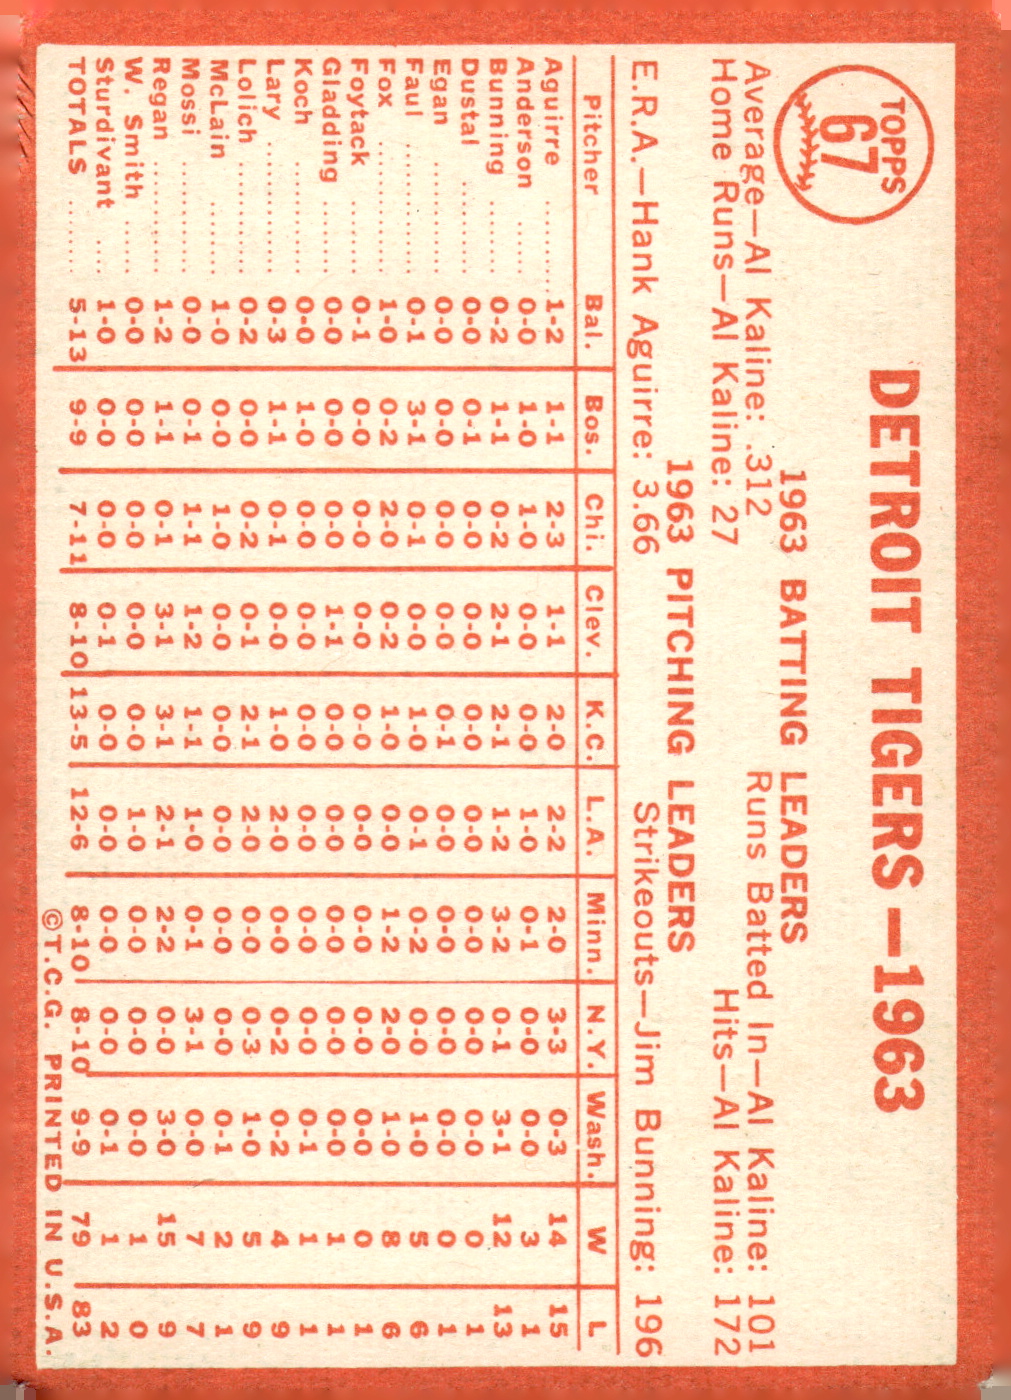 TOPPS
67
DETROIT TIGERS—1963
1963 BATTING LEADERS
Average—Al Kaline: .312 Runs Batted In—Al Kaline: 101
Home Runs—Al Kaline: 27 Hits—Al Kaline: 172
1963 PITCHING LEADERS
E.R.A.—Hank Aguirre: 3.66 Strikeouts—Jim Bunning: 196
Pitcher Bal. Bos. Chi. Clev. K.C. L.A. Minn. N.Y. Wash. W L
Aguirre 1-2 1-1 2-3 1-1 2-0 2-2 2-0 3-3 0-3 14 15
Anderson 0-0 1-0 1-0 0-0 0-0 1-0 0-1 0-0 0-0 3 1
Bunning 0-2 1-1 0-2 2-1 2-1 1-2 3-2 0-1 3-1 12 13
Dustal 0-0 0-1 0-0 0-0 0-0 0-0 0-0 0-0 0-0 0 1
Egan 0-0 0-0 0-0 0-0 0-1 0-0 0-0 0-0 0-0 0 1
Faul 0-1 3-1 0-1 0-0 1-0 0-1 0-2 0-0 1-0 5 6
Fox 1-0 0-2 2-0 0-2 1-0 0-0 1-2 2-0 1-0 8 6
Foytack 0-1 0-0 0-0 0-0 0-0 0-0 0-0 0-0 0-0 0 1
Gladding 0-0 0-0 0-0 1-1 0-0 0-0 0-0 0-0 0-0 1 1
Koch 0-0 1-0 0-0 0-0 0-0 0-0 0-0 0-0 0-1 1 1
Lary 0-3 1-1 0-1 0-0 1-0 2-0 0-0 0-2 0-2 4 9
Lolich 0-2 0-0 0-2 0-1 2-1 2-0 0-0 0-3 1-0 5 9
McLain 1-0 0-0 1-0 0-0 0-0 0-0 0-0 0-0 0-1 2 1
Mossi 0-0 0-1 1-1 1-2 1-1 1-0 0-1 3-1 0-0 7 7
Regan 1-2 1-1 0-1 3-1 3-1 2-1 2-2 0-0 3-0 15 9
W. Smith 0-0 0-0 0-0 0-0 0-0 1-0 0-0 0-0 0-0 1 0
Sturdivant 1-0 0-0 0-0 0-1 0-0 0-0 0-0 0-0 0-1 1 2
TOTALS 5-13 9-9 7-11 8-10 13-5 12-6 8-10 8-10 9-9 79 83
©T.C.G. PRINTED IN U.S.A.